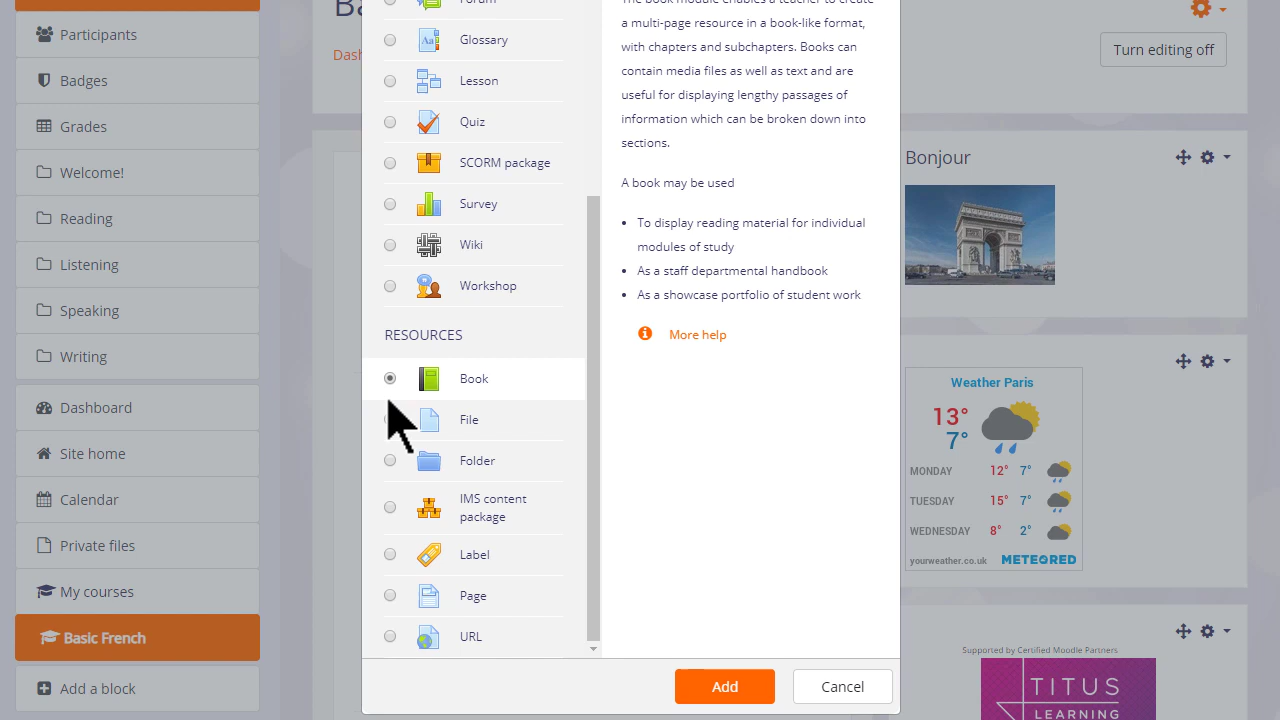 Participants
Badges
Grades
Welcome!
Reading
Listening
Speaking
Writing
Dashboard
Site home
Calendar
Private files
My courses
Basic French
Add a block
Ba
Dash
Forum
Glossary
Lesson
Quiz
SCORM package
Survey
Wiki
Workshop
RESOURCES
Book
File
Folder
IMS content
package
Label
Page
URL
The book module enables a teacher to create
a multi-page resource in a book-like format,
with chapters and subchapters. Books can
contain media files as well as text and are
useful for displaying lengthy passages of
information which can be broken down into
sections.
A book may be used
To display reading material for individual
modules of study
As a staff departmental handbook
As a showcase portfolio of student work
More help
Add
Cancel
Turn editing off
Bonjour
Weather Paris
13°
7°
MONDAY 12° 7°
TUESDAY 15° 7°
WEDNESDAY 8° 2°
yourweather.co.uk METEORED
Supported by Certified Moodle Partners
TITUS
LEARNING